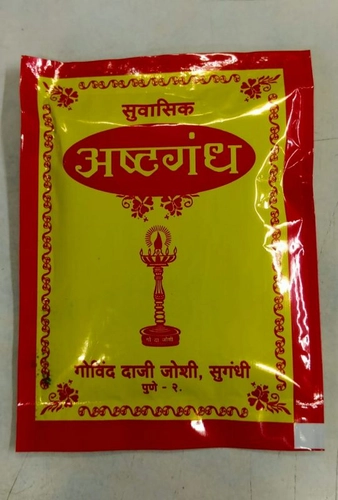 सुवासिक
अष्टगंध
गो दा जोशी
गोविंद दाजी जोशी, सुगंधी
पुणे - २.